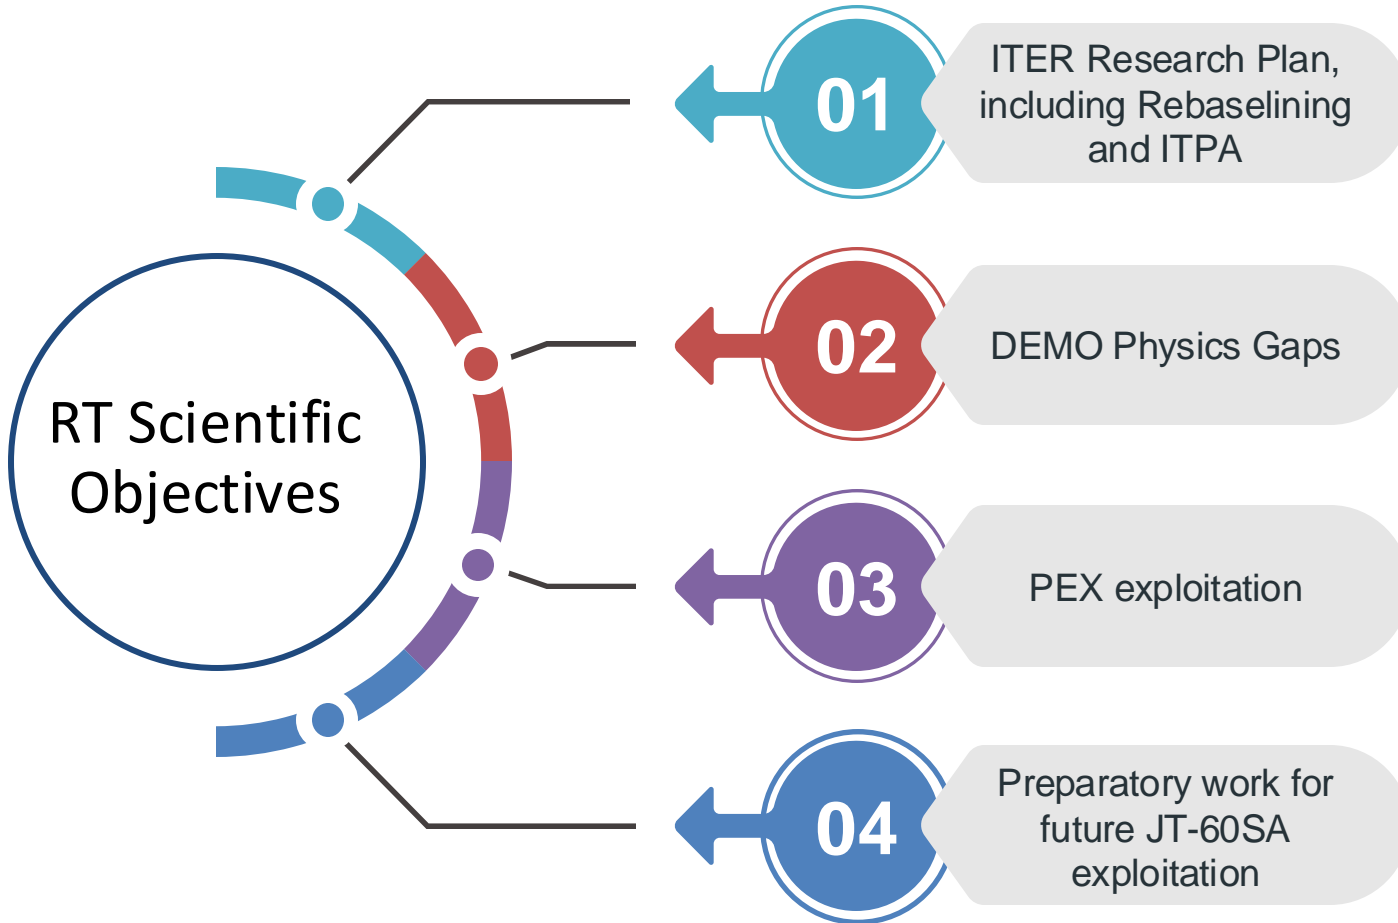 RT Scientific
Objectives
01
ITER Research Plan,
including Rebaselining
and ITPA
02
DEMO Physics Gaps
03
PEX exploitation
04
Preparatory work for
future JT-60SA
exploitation